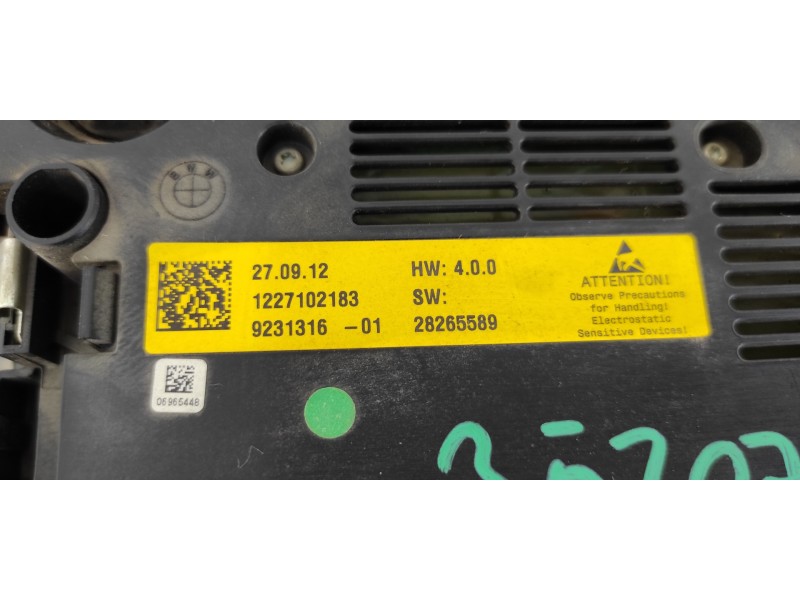 BMW
27.09.12 HW: 4.0.0
1227102183 SW:
9231316 -01 28265589
ATTENTION!
Observe Precautions
for Handling!
Electrostatic
Sensitive Devices!
06965448